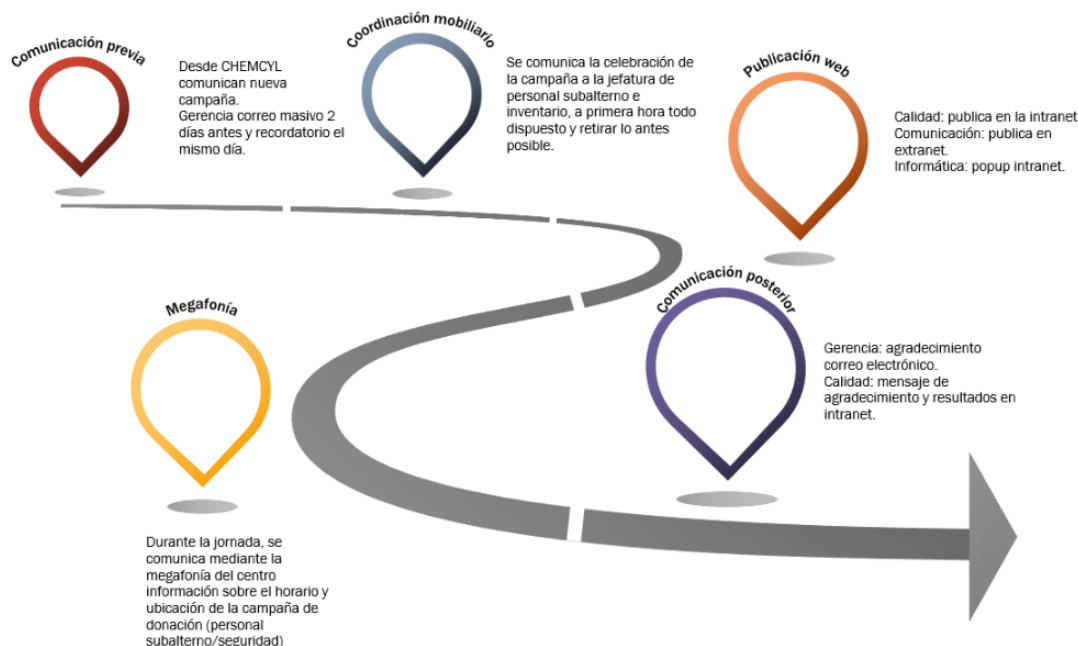 Comunicación previa
Desde CHEMCYL
comunican nueva
campaña.
Gerencia correo masivo 2
días antes y recordatorio el
mismo día.
Coordinación mobiliario
Se comunica la celebración de
la campaña a la jefatura de
personal subalterno e
inventario, a primera hora todo
dispuesto y retirar lo antes
posible.
Publicación web
Calidad: publica en la intranet
Comunicación: publica en
extranet.
Informática: popup intranet.
Megafonía
Durante la jornada, se
comunica mediante la
megafonía del centro
información sobre el horario y
ubicación de la campaña de
donación (personal
subalterno/seguridad)
Comunicación posterior
Gerencia: agradecimiento
correo electrónico.
Calidad: mensaje de
agradecimiento y resultados en
intranet.